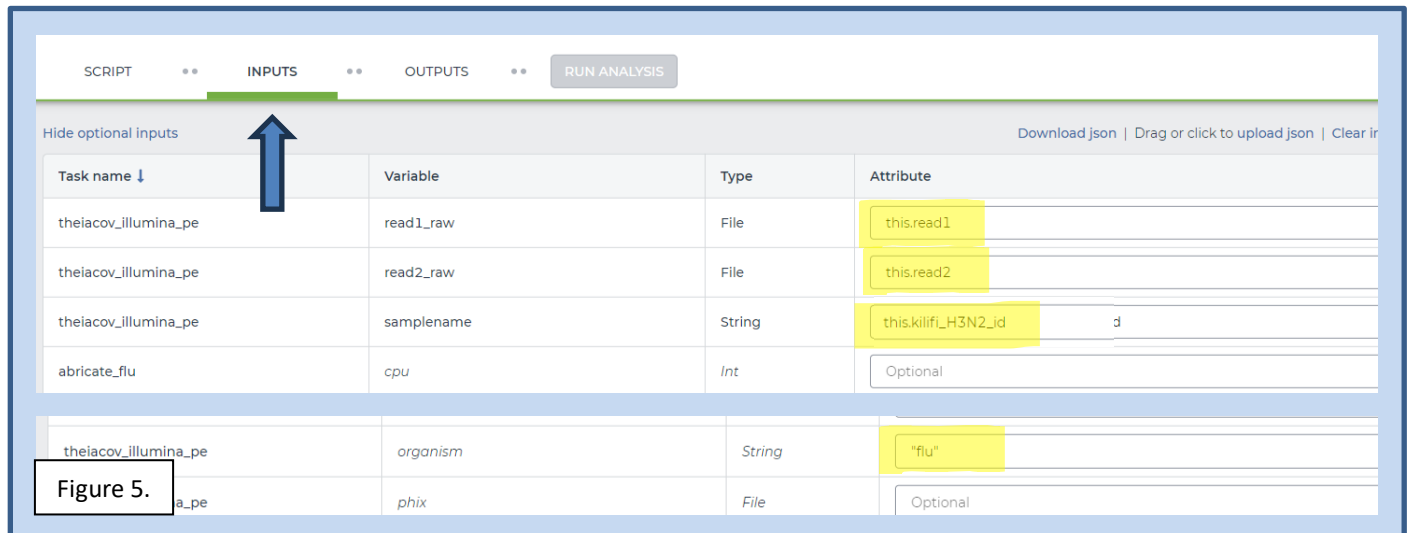 SCRIPT INPUTS OUTPUTS RUN ANALYSIS
Hide optional inputs Download json | Drag or click to upload json | Clear in
Task name ↓ Variable Type Attribute
theiacov_illumina_pe read1_raw File this.read1
theiacov_illumina_pe read2_raw File this.read2
theiacov_illumina_pe samplename String this.kilifi_H3N2_id d
abricate_flu cpu Int Optional
theiacov_illumina_pe organism String "flu"
Figure 5. a_pe phix File Optional